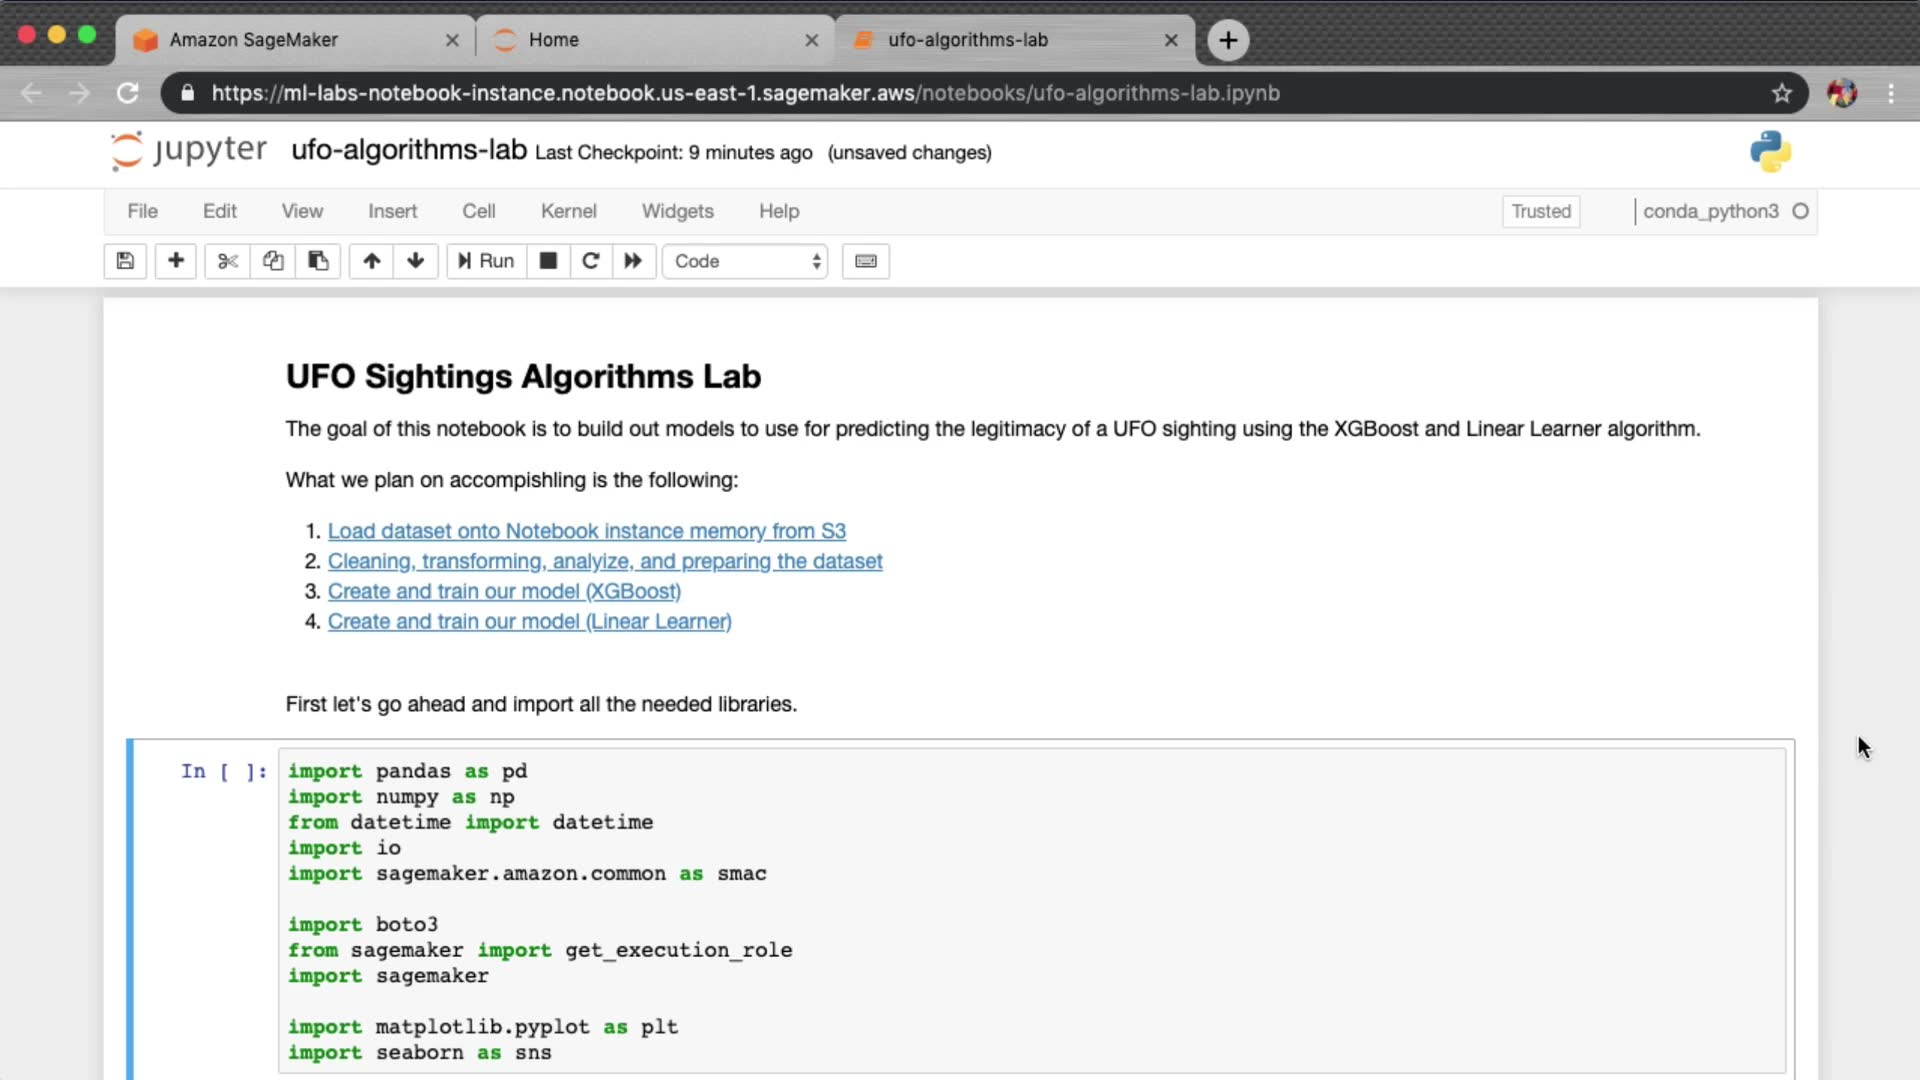 Amazon SageMaker
Home
ufo-algorithms-lab
https://ml-labs-notebook-instance.notebook.us-east-1.sagemaker.aws/notebooks/ufo-algorithms-lab.ipynb
jupyter ufo-algorithms-lab Last Checkpoint: 9 minutes ago (unsaved changes)
File Edit View Insert Cell Kernel Widgets Help Trusted conda_python3
Run Code
UFO Sightings Algorithms Lab
The goal of this notebook is to build out models to use for predicting the legitimacy of a UFO sighting using the XGBoost and Linear Learner algorithm.
What we plan on accompishling is the following:
1. Load dataset onto Notebook instance memory from S3
2. Cleaning, transforming, analyize, and preparing the dataset
3. Create and train our model (XGBoost)
4. Create and train our model (Linear Learner)
First let's go ahead and import all the needed libraries.
In [ ]: import pandas as pd
import numpy as np
from datetime import datetime
import io
import sagemaker.amazon.common as smac
import boto3
from sagemaker import get_execution_role
import sagemaker
import matplotlib.pyplot as plt
import seaborn as sns